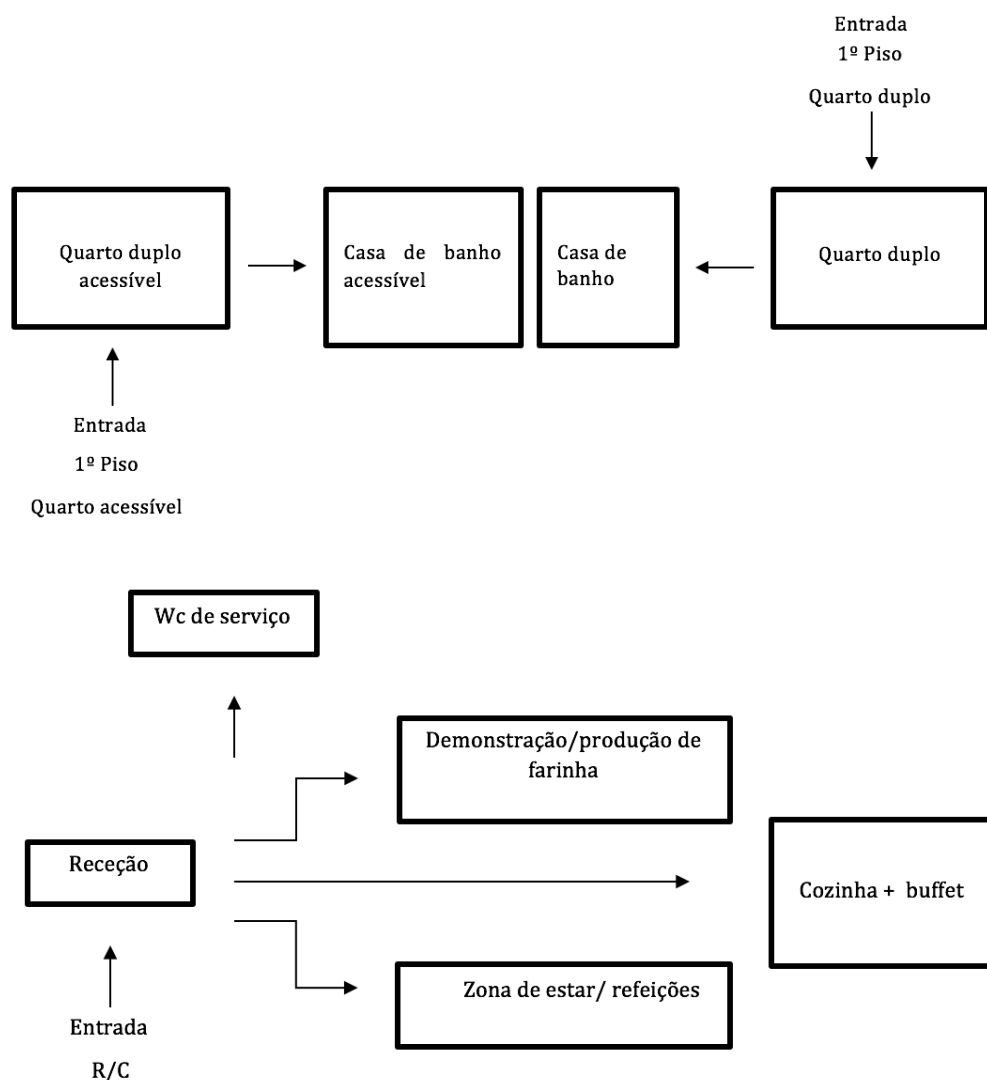 Entrada
1º Piso
Quarto duplo
Quarto duplo
acessível
Casa de banho
acessível
Casa de
banho
Quarto duplo
Entrada
1º Piso
Quarto acessível
Wc de serviço
Demonstração/produção de
farinha
Receção
Cozinha + buffet
Zona de estar/ refeições
Entrada
R/C